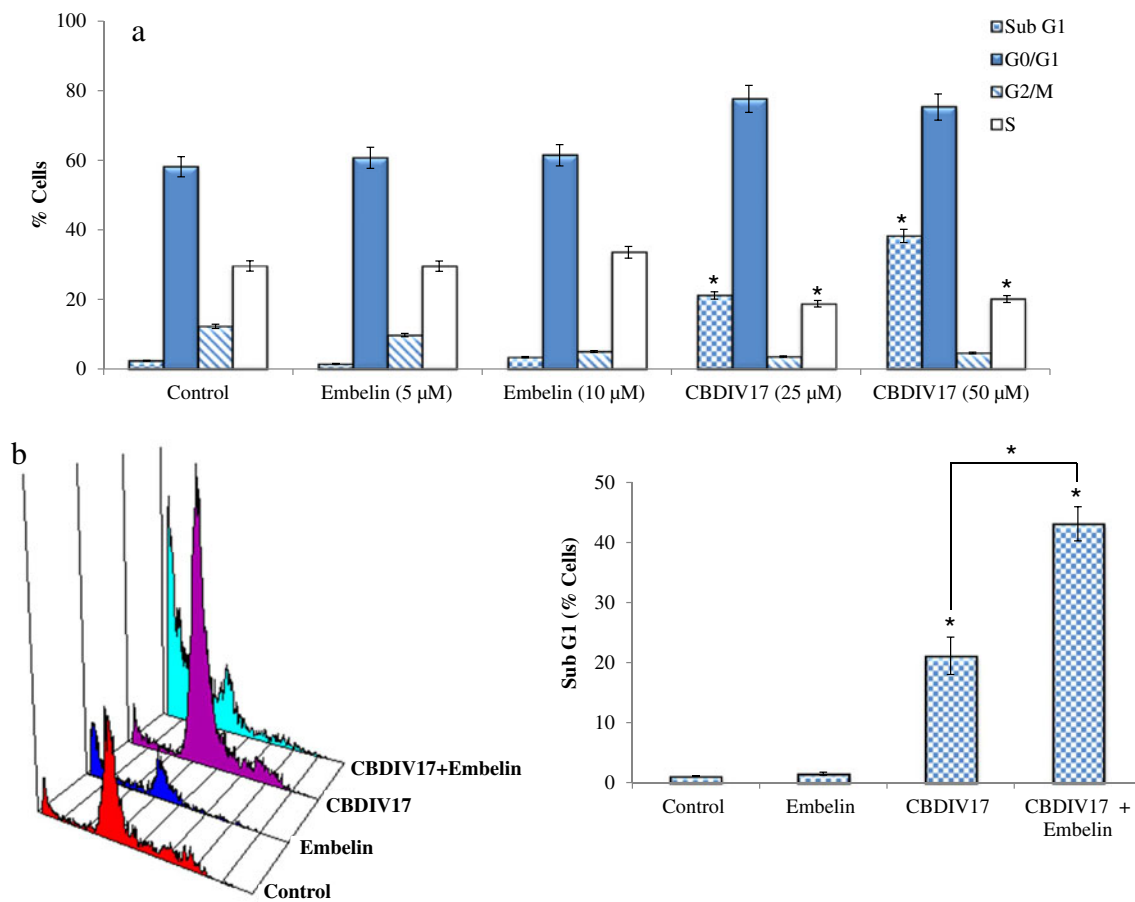 a
100
80
60
40
20
0
% Cells
Sub G1
G0/G1
G2/M
S
* * * *
Control Embelin (5 µM) Embelin (10 µM) CBDIV17 (25 µM) CBDIV17 (50 µM)
b
CBDIV17+Embelin
CBDIV17
Embelin
Control
50
40
30
20
10
0
Sub G1 (% Cells)
*
*
*
Control Embelin CBDIV17 CBDIV17 +
Embelin